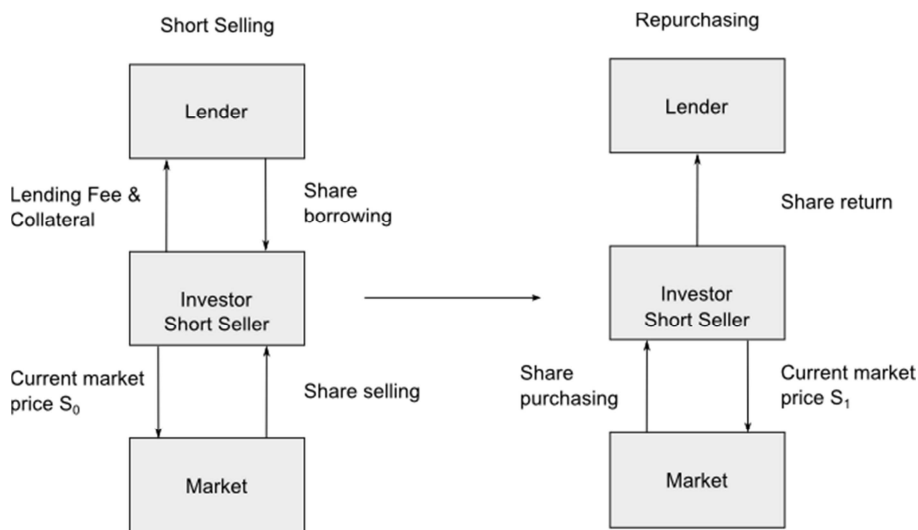 Short Selling
Lender
Lending Fee &
Collateral
Share
borrowing
Investor
Short Seller
Current market
price S₀
Share selling
Market
Repurchasing
Lender
Share return
Investor
Short Seller
Share
purchasing
Current market
price S₁
Market